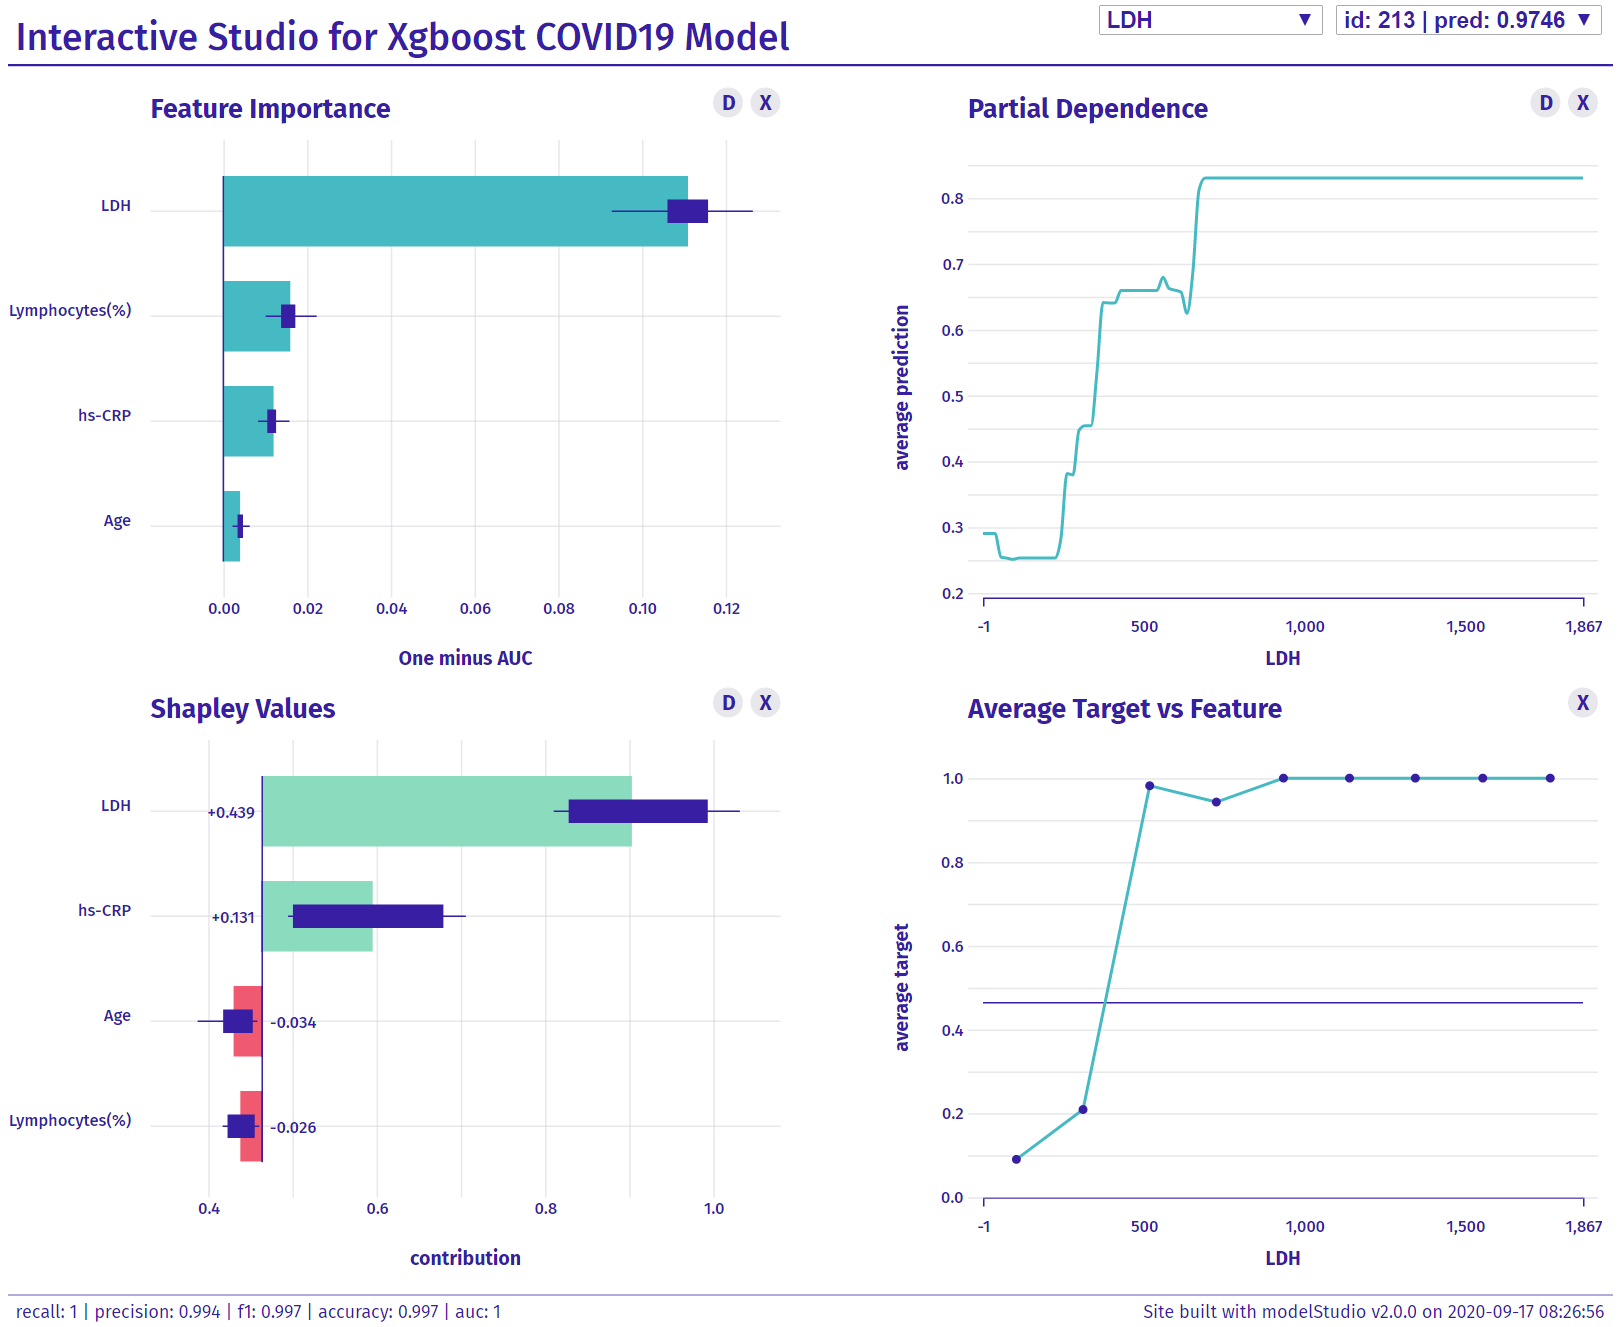 Interactive Studio for Xgboost COVID19 Model
LDH ▼
id: 213 | pred: 0.9746 ▼
Feature Importance
D X
LDH
Lymphocytes(%)
hs-CRP
Age
0.00 0.02 0.04 0.06 0.08 0.10 0.12
One minus AUC
Partial Dependence
D X
average prediction
0.8
0.7
0.6
0.5
0.4
0.3
0.2
-1 500 1,000 1,500 1,867
LDH
Shapley Values
D X
LDH +0.439
hs-CRP +0.131
Age -0.034
Lymphocytes(%) -0.026
0.4 0.6 0.8 1.0
contribution
Average Target vs Feature
X
average target
1.0
0.8
0.6
0.4
0.2
0.0
-1 500 1,000 1,500 1,867
LDH
recall: 1 | precision: 0.994 | f1: 0.997 | accuracy: 0.997 | auc: 1
Site built with modelStudio v2.0.0 on 2020-09-17 08:26:56